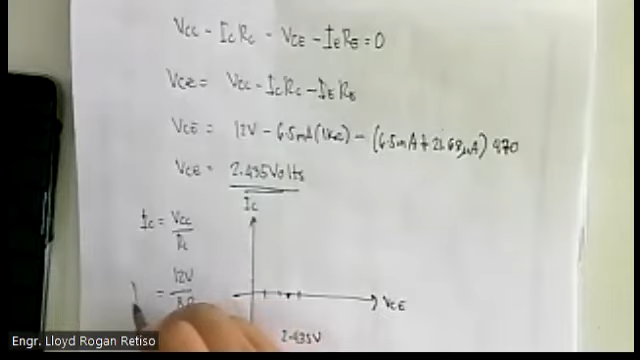 Vcc - IcRc - VCE - IERE = 0
VCE = Vcc - IcRc - IERE
VCE = 12V - 6.5mA(1kΩ) - (6.5mA + 21.68μA) 470
VCE = 2.435Volts
Ic
Ic = Vcc / Rc
= 12V
VCE
2.435V
Engr. Lloyd Rogan Retiso